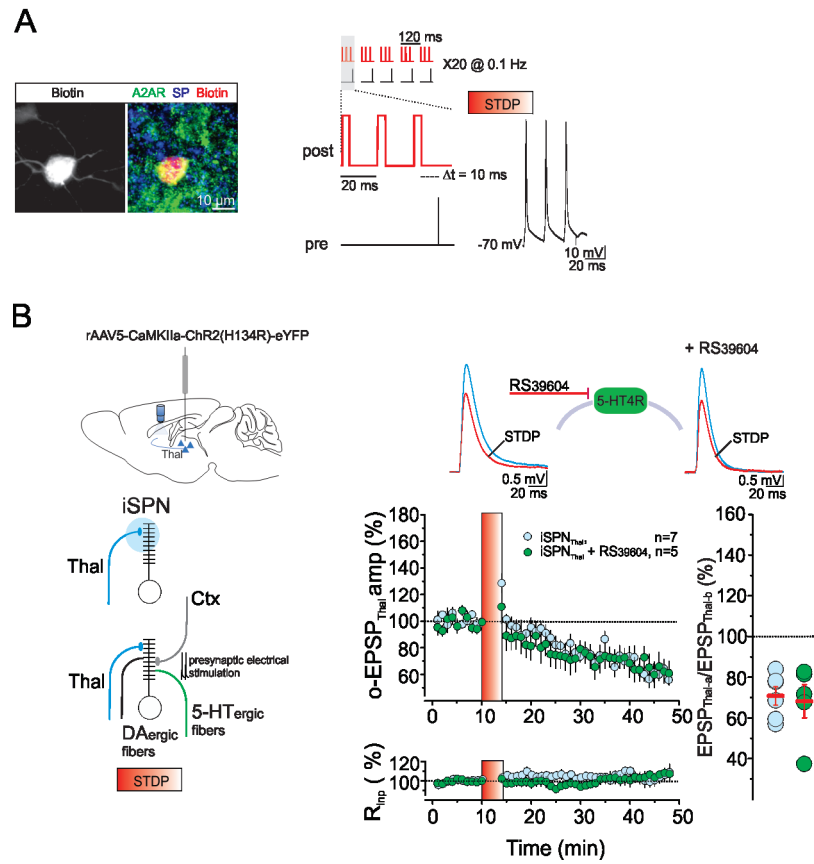 A
Biotin
A2AR SP Biotin
10 µm
120 ms
X20 @ 0.1 Hz
STDP
post
20 ms
Δt = 10 ms
pre
-70 mV
10 mV
20 ms
B
rAAV5-CaMKIIa-ChR2(H134R)-eYFP
Thal
iSPN
Thal
Ctx
presynaptic electrical
stimulation
Thal
DAergic
fibers
5-HTergic
fibers
STDP
+ RS39604
RS39604
5-HT4R
STDP
0.5 mV
20 ms
STDP
0.5 mV
20 ms
o-EPSPThal amp (%)
180
160
140
120
100
80
60
0 10 20 30 40 50
iSPNThal, n=7
iSPNThal + RS39604, n=5
EPSPThal-a/EPSPThal-b (%)
160
140
120
100
80
60
40
RInp (%)
120
100
0 10 20 30 40 50
Time (min)